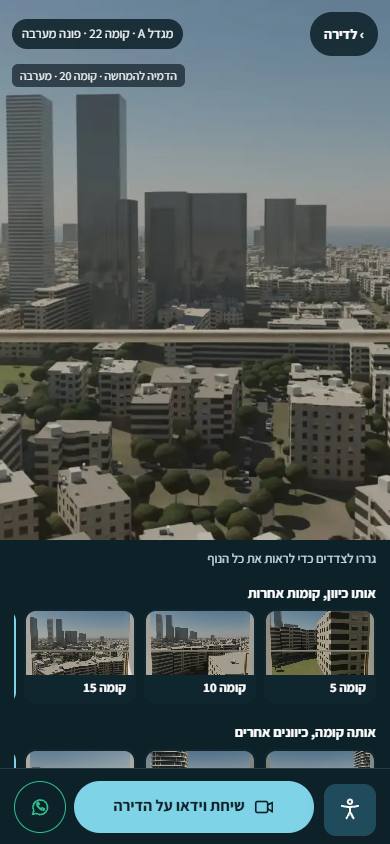 ‹ לדירה
מגדל A · קומה 22 · פונה מערבה
הדמיה להמחשה · קומה 20 · מערבה
גררו לצדדים כדי לראות את כל הנוף
אותו כיוון, קומות אחרות
קומה 5
קומה 10
קומה 15
אותה קומה, כיוונים אחרים
שיחת וידאו על הדירה